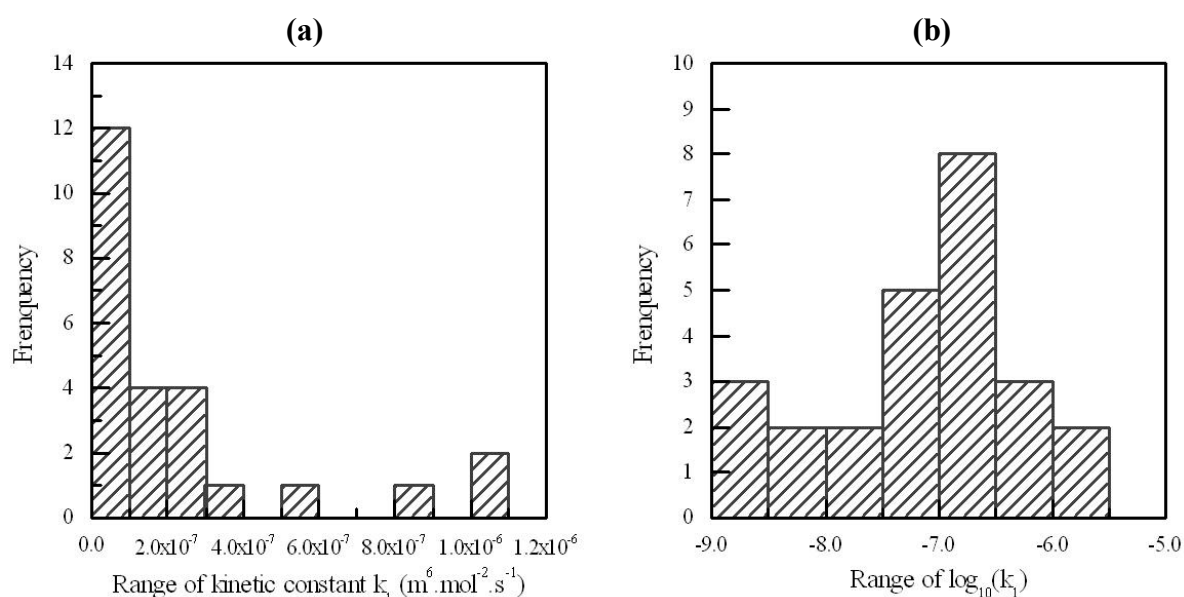 (a)
14
12
10
8
6
4
2
0
Frenquency
0.0 2.0x10⁻⁷ 4.0x10⁻⁷ 6.0x10⁻⁷ 8.0x10⁻⁷ 1.0x10⁻⁶ 1.2x10⁻⁶
Range of kinetic constant k₁ (m⁶.mol⁻².s⁻¹)
(b)
10
9
8
7
6
5
4
3
2
1
0
Frenquency
-9.0 -8.0 -7.0 -6.0 -5.0
Range of log₁₀(k₁)